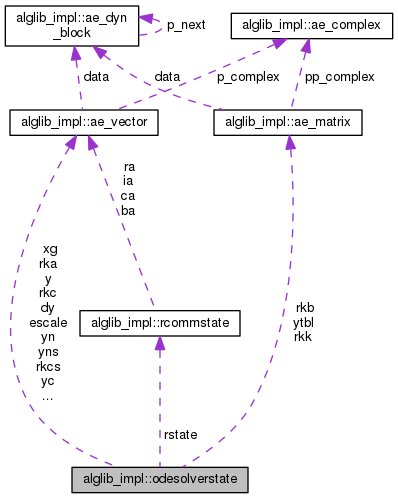 alglib_impl::ae_dyn
_block
p_next
alglib_impl::ae_complex
data
data
p_complex
pp_complex
alglib_impl::ae_vector
alglib_impl::ae_matrix
ra
ia
ca
ba
xg
rka
y
rkc
dy
escale
yn
yns
rkcs
yc
...
alglib_impl::rcommstate
rkb
ytbl
rkk
rstate
alglib_impl::odesolverstate